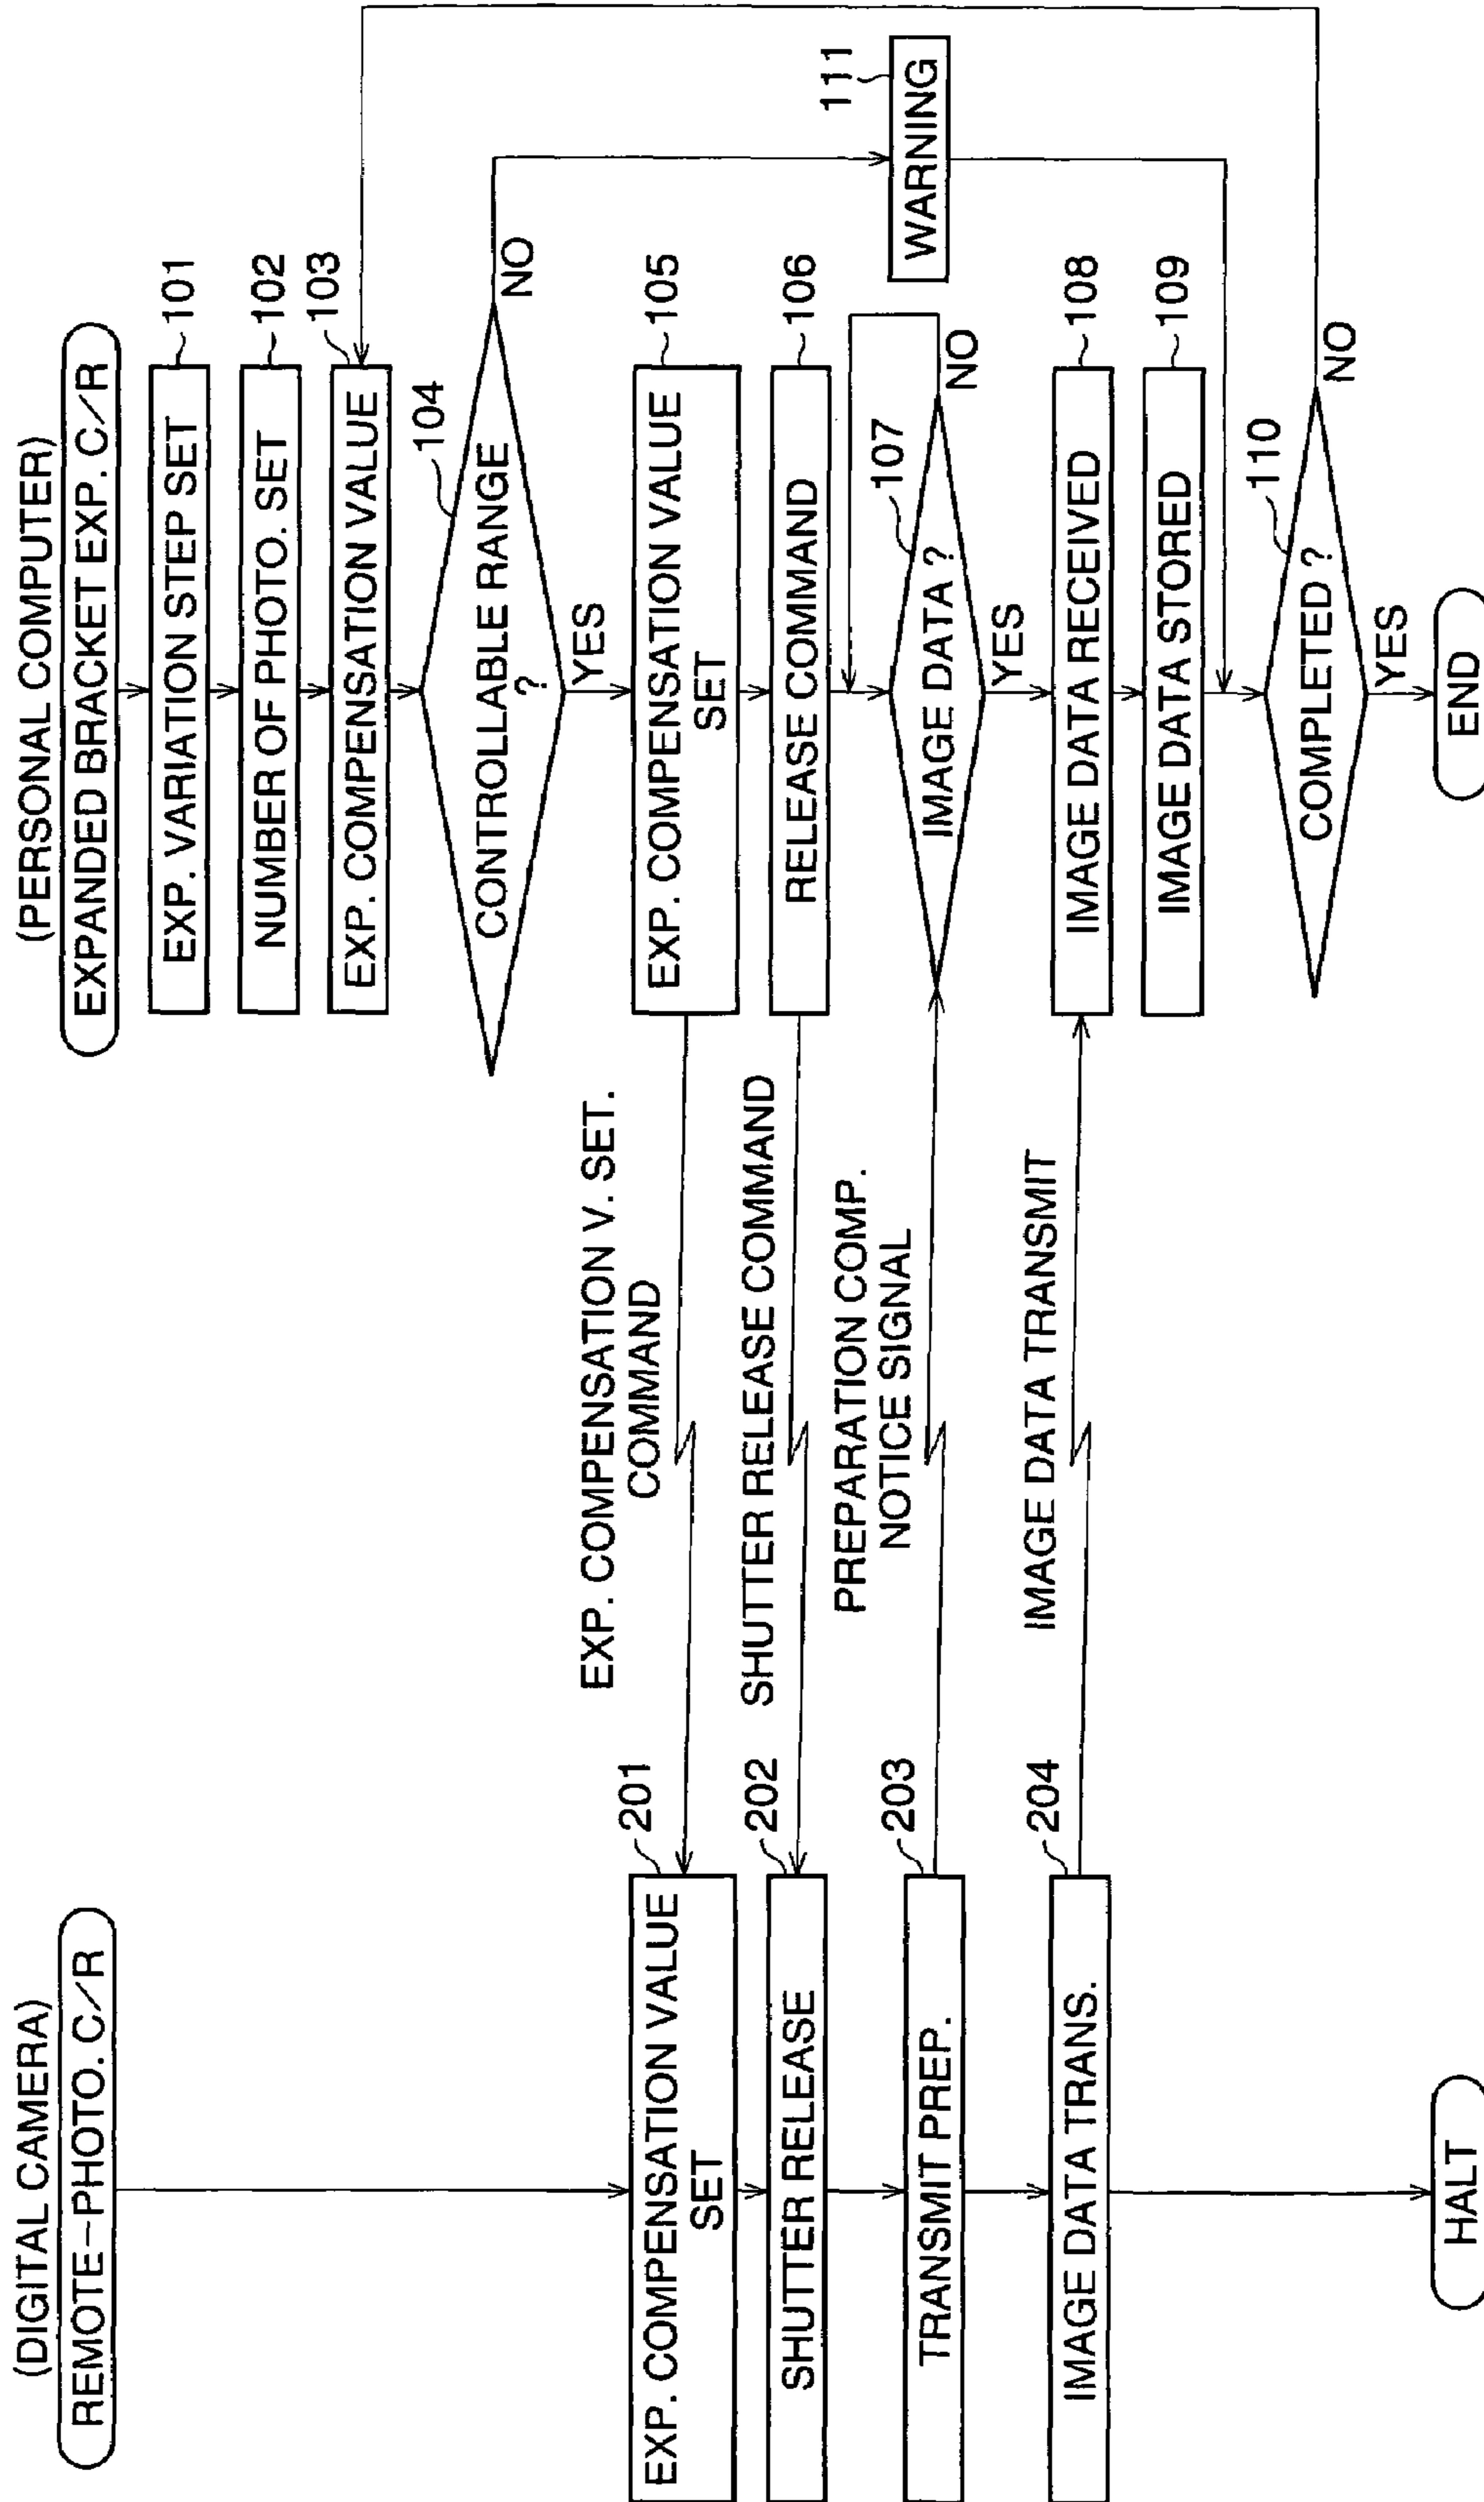 (DIGITAL CAMERA)
REMOTE-PHOTO. C/R
201
EXP. COMPENSATION VALUE
SET
202
SHUTTER RELEASE
203
TRANSMIT PREP.
204
IMAGE DATA TRANS.
HALT
EXP. COMPENSATION V. SET.
COMMAND
SHUTTER RELEASE COMMAND
PREPARATION COMP.
NOTICE SIGNAL
IMAGE DATA TRANSMIT
(PERSONAL COMPUTER)
EXPANDED BRACKET EXP. C/R
EXP. VARIATION STEP SET
101
NUMBER OF PHOTO. SET
102
EXP. COMPENSATION VALUE
103
104
CONTROLLABLE RANGE
?
NO
YES
EXP. COMPENSATION VALUE
SET
105
RELEASE COMMAND
106
107
IMAGE DATA ?
NO
YES
111
WARNING
IMAGE DATA RECEIVED
108
IMAGE DATA STORED
109
110
COMPLETED ?
NO
YES
END